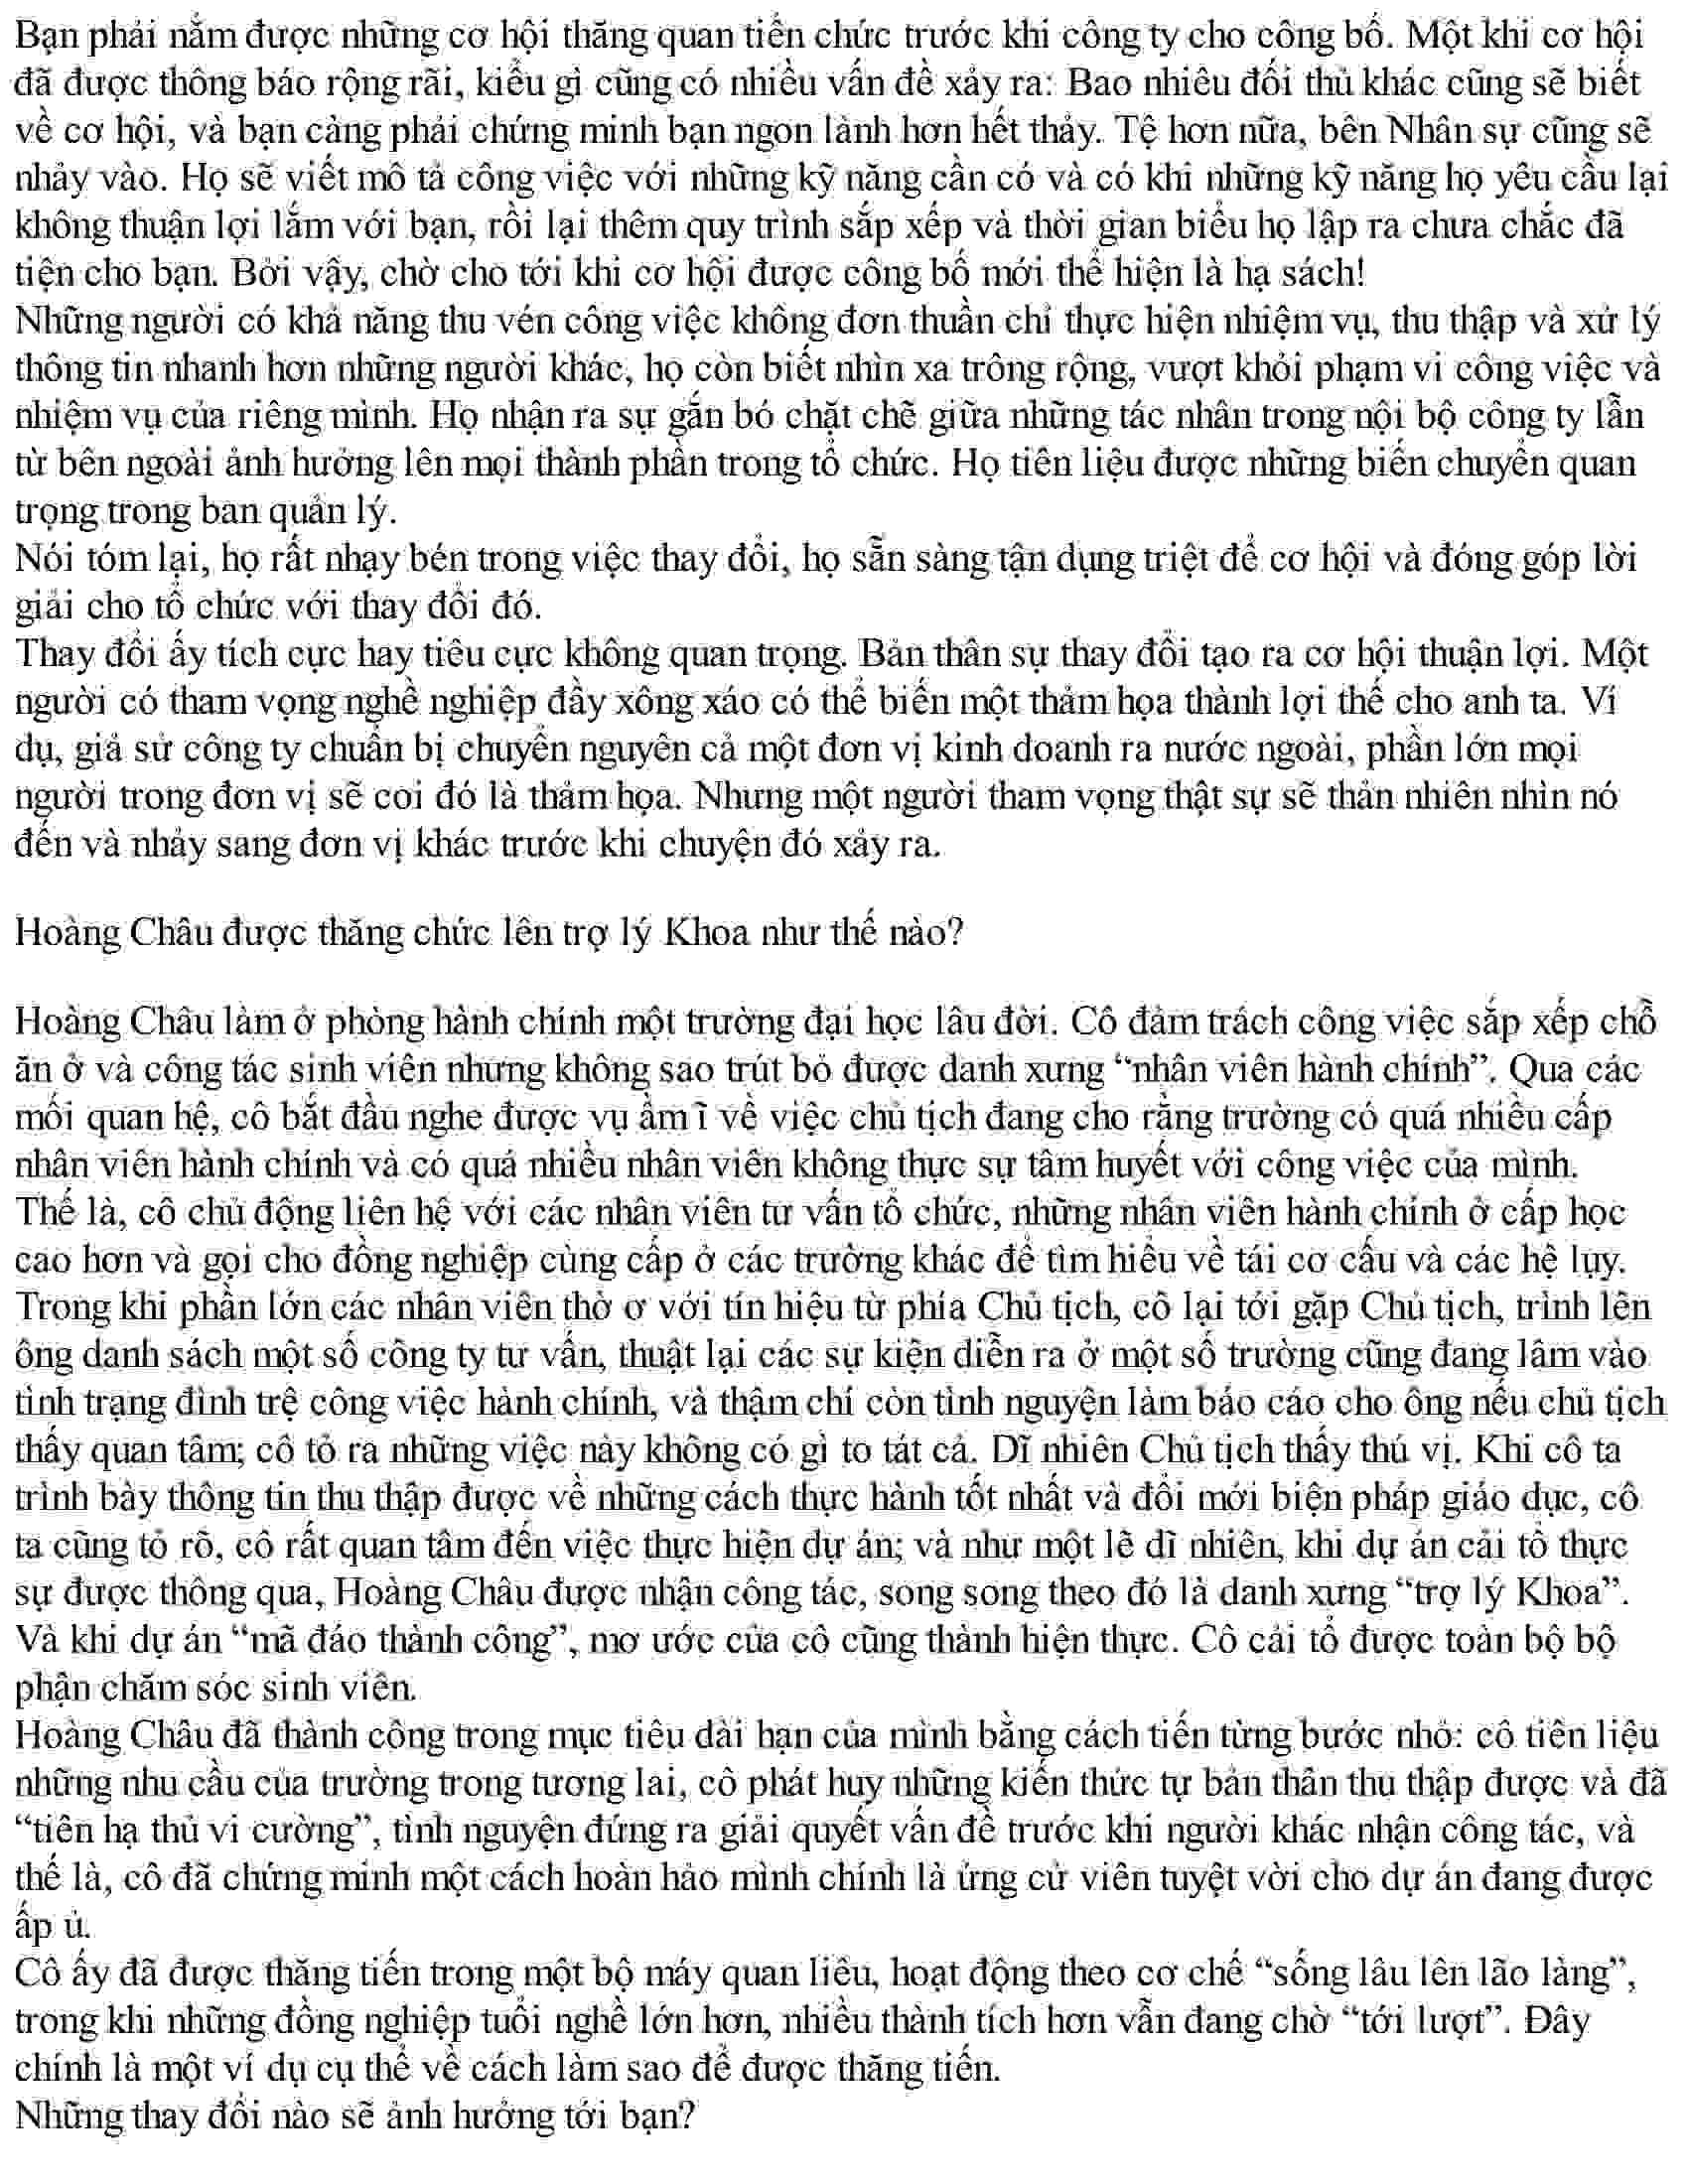 Bạn phải nắm được những cơ hội thăng quan tiến chức trước khi công ty cho công bố. Một khi cơ hội
đã được thông báo rộng rãi, kiểu gì cũng có nhiều vấn đề xảy ra: Bao nhiêu đối thủ khác cũng sẽ biết
về cơ hội, và bạn càng phải chứng minh bạn ngon lành hơn hết thảy. Tệ hơn nữa, bên Nhân sự cũng sẽ
nhảy vào. Họ sẽ viết mô tả công việc với những kỹ năng cần có và có khi những kỹ năng họ yêu cầu lại
không thuận lợi lắm với bạn, rồi lại thêm quy trình sắp xếp và thời gian biểu họ lập ra chưa chắc đã
tiện cho bạn. Bởi vậy, chờ cho tới khi cơ hội được công bố mới thể hiện là hạ sách!
Những người có khả năng thu vén công việc không đơn thuần chỉ thực hiện nhiệm vụ, thu thập và xử lý
thông tin nhanh hơn những người khác, họ còn biết nhìn xa trông rộng, vượt khỏi phạm vi công việc và
nhiệm vụ của riêng mình. Họ nhận ra sự gắn bó chặt chẽ giữa những tác nhân trong nội bộ công ty lẫn
từ bên ngoài ảnh hưởng lên mọi thành phần trong tổ chức. Họ tiên liệu được những biến chuyển quan
trọng trong ban quản lý.
Nói tóm lại, họ rất nhạy bén trong việc thay đổi, họ sẵn sàng tận dụng triệt để cơ hội và đóng góp lời
giải cho tổ chức với thay đổi đó.
Thay đổi ấy tích cực hay tiêu cực không quan trọng. Bản thân sự thay đổi tạo ra cơ hội thuận lợi. Một
người có tham vọng nghề nghiệp đầy xông xáo có thể biến một thảm họa thành lợi thế cho anh ta. Ví
dụ, giả sử công ty chuẩn bị chuyển nguyên cả một đơn vị kinh doanh ra nước ngoài, phần lớn mọi
người trong đơn vị sẽ coi đó là thảm họa. Nhưng một người tham vọng thật sự sẽ thản nhiên nhìn nó
đến và nhảy sang đơn vị khác trước khi chuyện đó xảy ra.
Hoàng Châu được thăng chức lên trợ lý Khoa như thế nào?
Hoàng Châu làm ở phòng hành chính một trường đại học lâu đời. Cô đảm trách công việc sắp xếp chỗ
ăn ở và công tác sinh viên nhưng không sao trút bỏ được danh xưng “nhân viên hành chính”. Qua các
mối quan hệ, cô bắt đầu nghe được vụ ầm ĩ về việc chủ tịch đang cho rằng trường có quá nhiều cấp
nhân viên hành chính và có quá nhiều nhân viên không thực sự tâm huyết với công việc của mình.
Thế là, cô chủ động liên hệ với các nhân viên tư vấn tổ chức, những nhân viên hành chính ở cấp học
cao hơn và gọi cho đồng nghiệp cùng cấp ở các trường khác để tìm hiểu về tái cơ cấu và các hệ lụy.
Trong khi phần lớn các nhân viên thờ ơ với tín hiệu từ phía Chủ tịch, cô lại tới gặp Chủ tịch, trình lên
ông danh sách một số công ty tư vấn, thuật lại các sự kiện diễn ra ở một số trường cũng đang lâm vào
tình trạng đình trệ công việc hành chính, và thậm chí còn tình nguyện làm báo cáo cho ông nếu chủ tịch
thấy quan tâm; cô tỏ ra những việc này không có gì to tát cả. Dĩ nhiên Chủ tịch thấy thú vị. Khi cô ta
trình bày thông tin thu thập được về những cách thực hành tốt nhất và đổi mới biện pháp giáo dục, cô
ta cũng tỏ rõ, cô rất quan tâm đến việc thực hiện dự án; và như một lẽ dĩ nhiên, khi dự án cải tổ thực
sự được thông qua, Hoàng Châu được nhận công tác, song song theo đó là danh xưng “trợ lý Khoa”.
Và khi dự án “mã đáo thành công”, mơ ước của cô cũng thành hiện thực. Cô cải tổ được toàn bộ bộ
phận chăm sóc sinh viên.
Hoàng Châu đã thành công trong mục tiêu dài hạn của mình bằng cách tiến từng bước nhỏ: cô tiên liệu
những nhu cầu của trường trong tương lai, cô phát huy những kiến thức tự bản thân thu thập được và đã
“tiên hạ thủ vi cường”, tình nguyện đứng ra giải quyết vấn đề trước khi người khác nhận công tác, và
thế là, cô đã chứng minh một cách hoàn hảo mình chính là ứng cử viên tuyệt vời cho dự án đang được
ấp ủ.
Cô ấy đã được thăng tiến trong một bộ máy quan liêu, hoạt động theo cơ chế “sống lâu lên lão làng”,
trong khi những đồng nghiệp tuổi nghề lớn hơn, nhiều thành tích hơn vẫn đang chờ “tới lượt”. Đây
chính là một ví dụ cụ thể về cách làm sao để được thăng tiến.
Những thay đổi nào sẽ ảnh hưởng tới bạn?